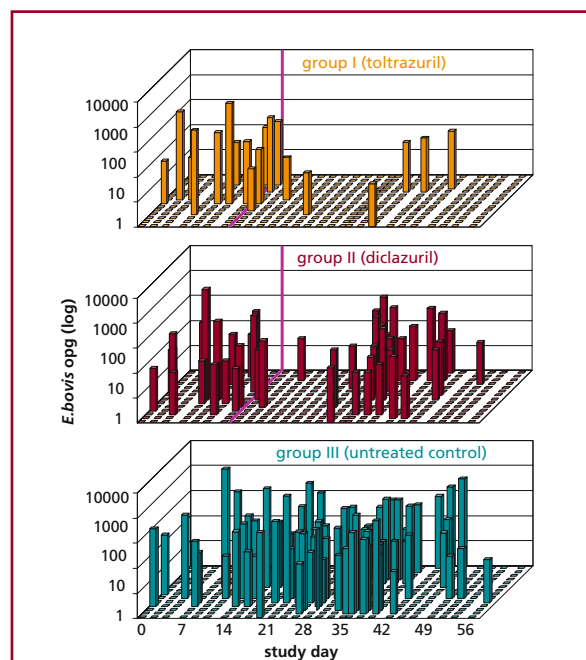 group I (toltrazuril)
10000
1000
100
10
1
group II (diclazuril)
10000
1000
100
10
1
E.bovis opg (log)
group III (untreated control)
10000
1000
100
10
1
0 7 14 21 28 35 42 49 56
study day